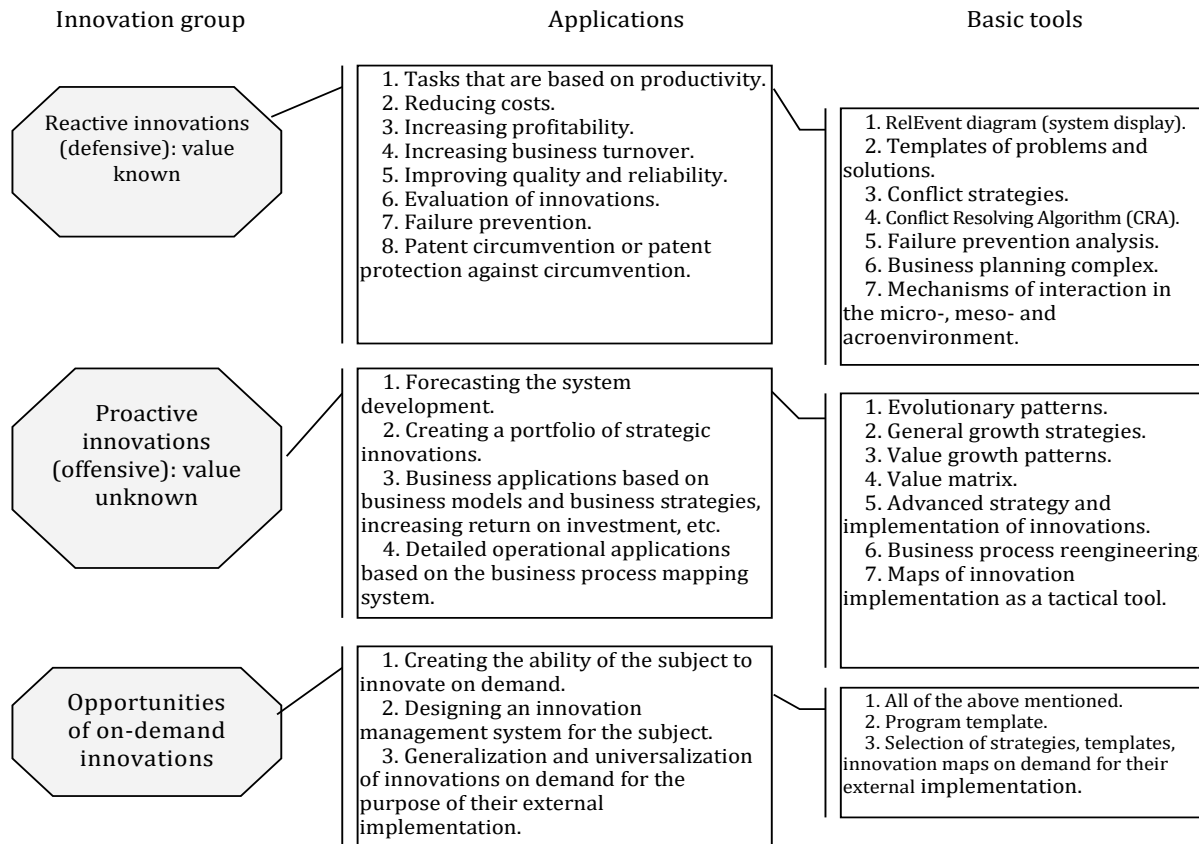 Innovation group
Applications
Basic tools
Reactive innovations
(defensive): value
known
1. Tasks that are based on productivity.
2. Reducing costs.
3. Increasing profitability.
4. Increasing business turnover.
5. Improving quality and reliability.
6. Evaluation of innovations.
7. Failure prevention.
8. Patent circumvention or patent
protection against circumvention.
1. RelEvent diagram (system display).
2. Templates of problems and
solutions.
3. Conflict strategies.
4. Conflict Resolving Algorithm (CRA).
5. Failure prevention analysis.
6. Business planning complex.
7. Mechanisms of interaction in
the micro-, meso- and
acroenvironment.
Proactive
innovations
(offensive): value
unknown
1. Forecasting the system
development.
2. Creating a portfolio of strategic
innovations.
3. Business applications based on
business models and business strategies,
increasing return on investment, etc.
4. Detailed operational applications
based on the business process mapping
system.
1. Evolutionary patterns.
2. General growth strategies.
3. Value growth patterns.
4. Value matrix.
5. Advanced strategy and
implementation of innovations.
6. Business process reengineering.
7. Maps of innovation
implementation as a tactical tool.
Opportunities
of on-demand
innovations
1. Creating the ability of the subject to
innovate on demand.
2. Designing an innovation
management system for the subject.
3. Generalization and universalization
of innovations on demand for the
purpose of their external
implementation.
1. All of the above mentioned.
2. Program template.
3. Selection of strategies, templates,
innovation maps on demand for their
external implementation.